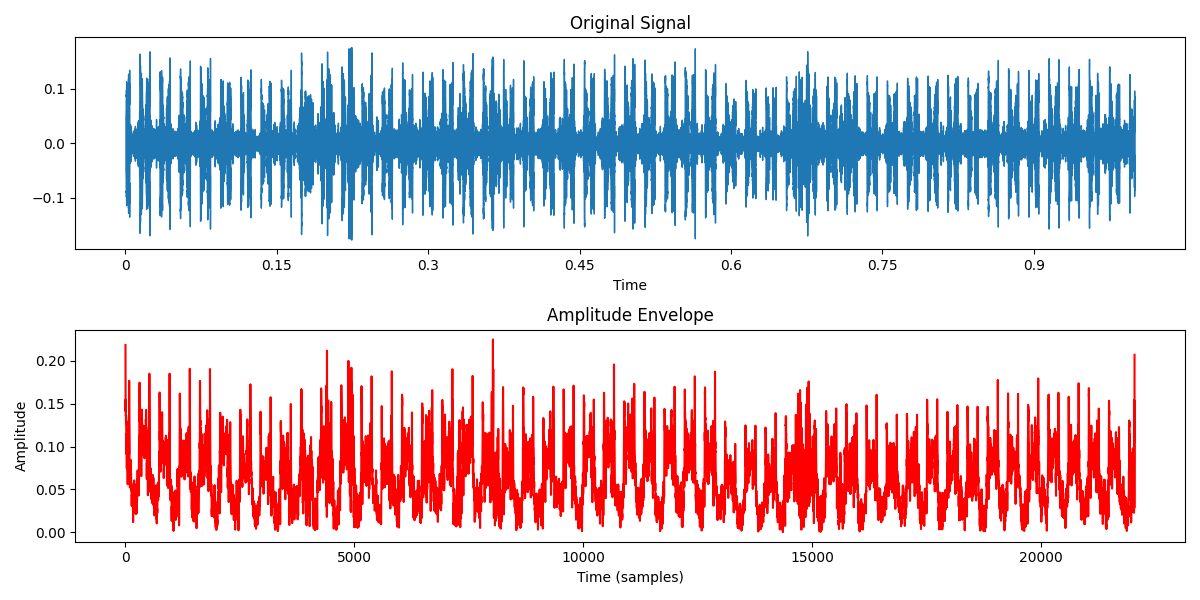 Original Signal
0.1
0.0
−0.1
0 0.15 0.3 0.45 0.6 0.75 0.9
Time
Amplitude Envelope
Amplitude
0.20
0.15
0.10
0.05
0.00
0 5000 10000 15000 20000
Time (samples)